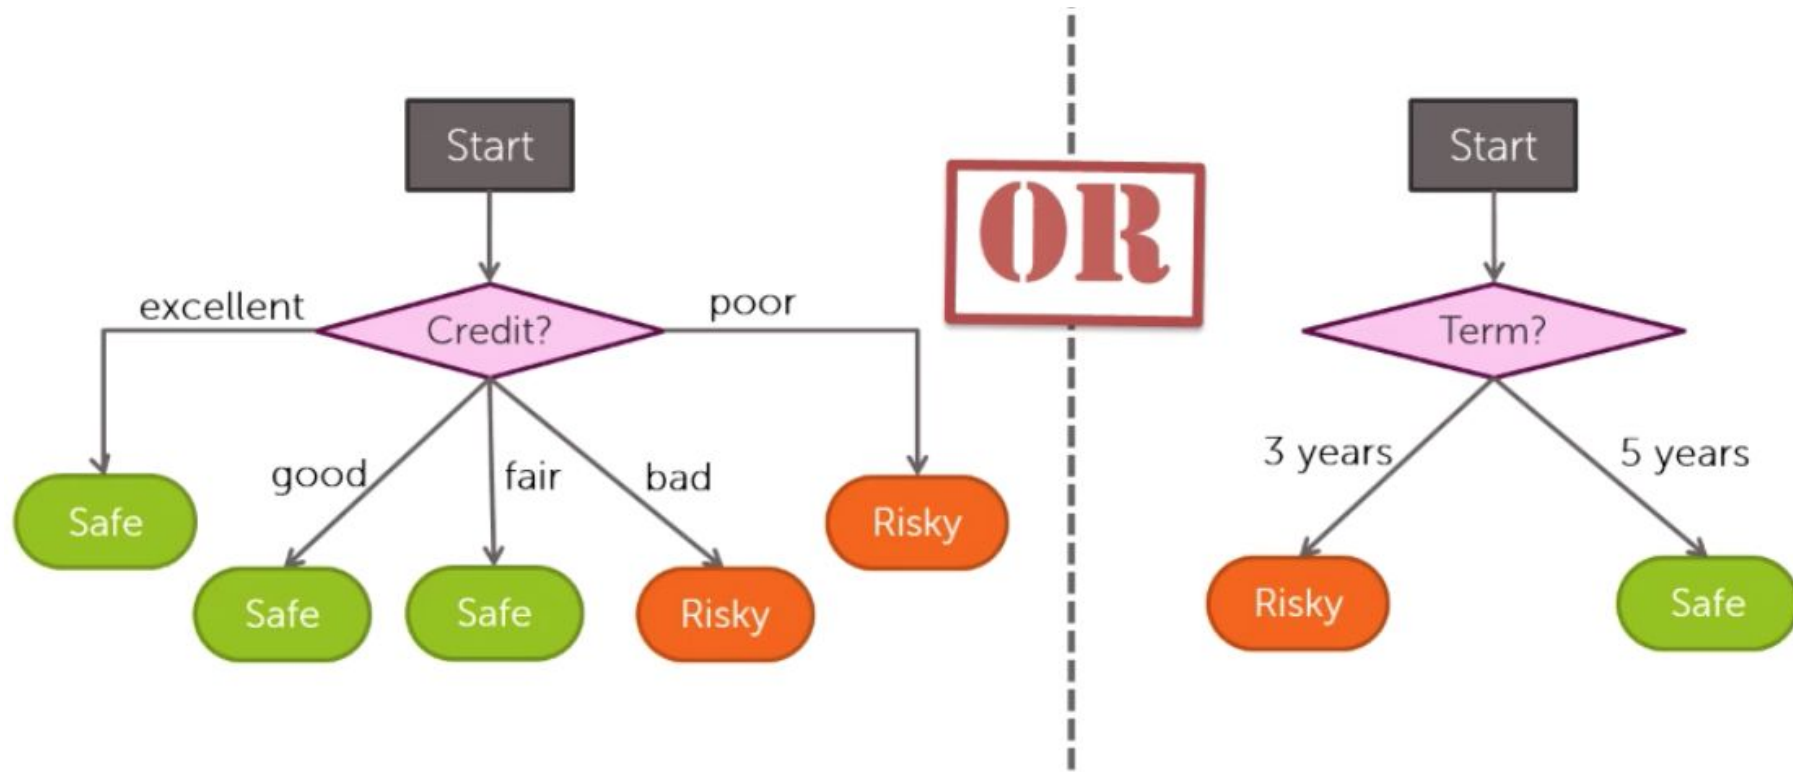 Start
Credit?
excellent
good
fair
bad
poor
Safe
Safe
Safe
Risky
Risky
OR
Start
Term?
3 years
5 years
Risky
Safe